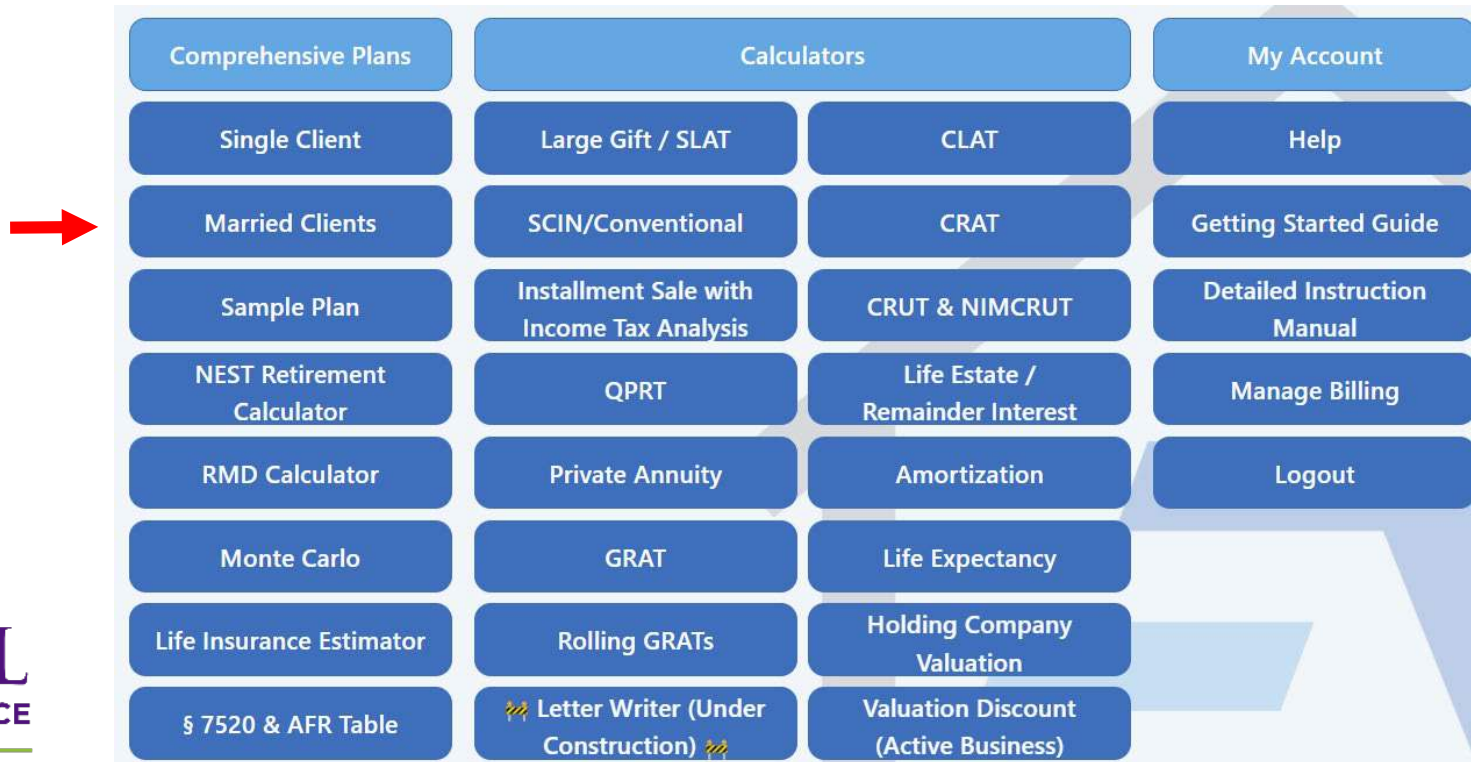 Comprehensive Plans
Calculators
My Account
Single Client
Large Gift / SLAT
CLAT
Help
Married Clients
SCIN/Conventional
CRAT
Getting Started Guide
Sample Plan
Installment Sale with
Income Tax Analysis
CRUT & NIMCRUT
Detailed Instruction
Manual
NEST Retirement
Calculator
QPRT
Life Estate /
Remainder Interest
Manage Billing
RMD Calculator
Private Annuity
Amortization
Logout
Monte Carlo
GRAT
Life Expectancy
Life Insurance Estimator
Rolling GRATs
Holding Company
Valuation
§ 7520 & AFR Table
🚧 Letter Writer (Under
Construction) 🚧
Valuation Discount
(Active Business)